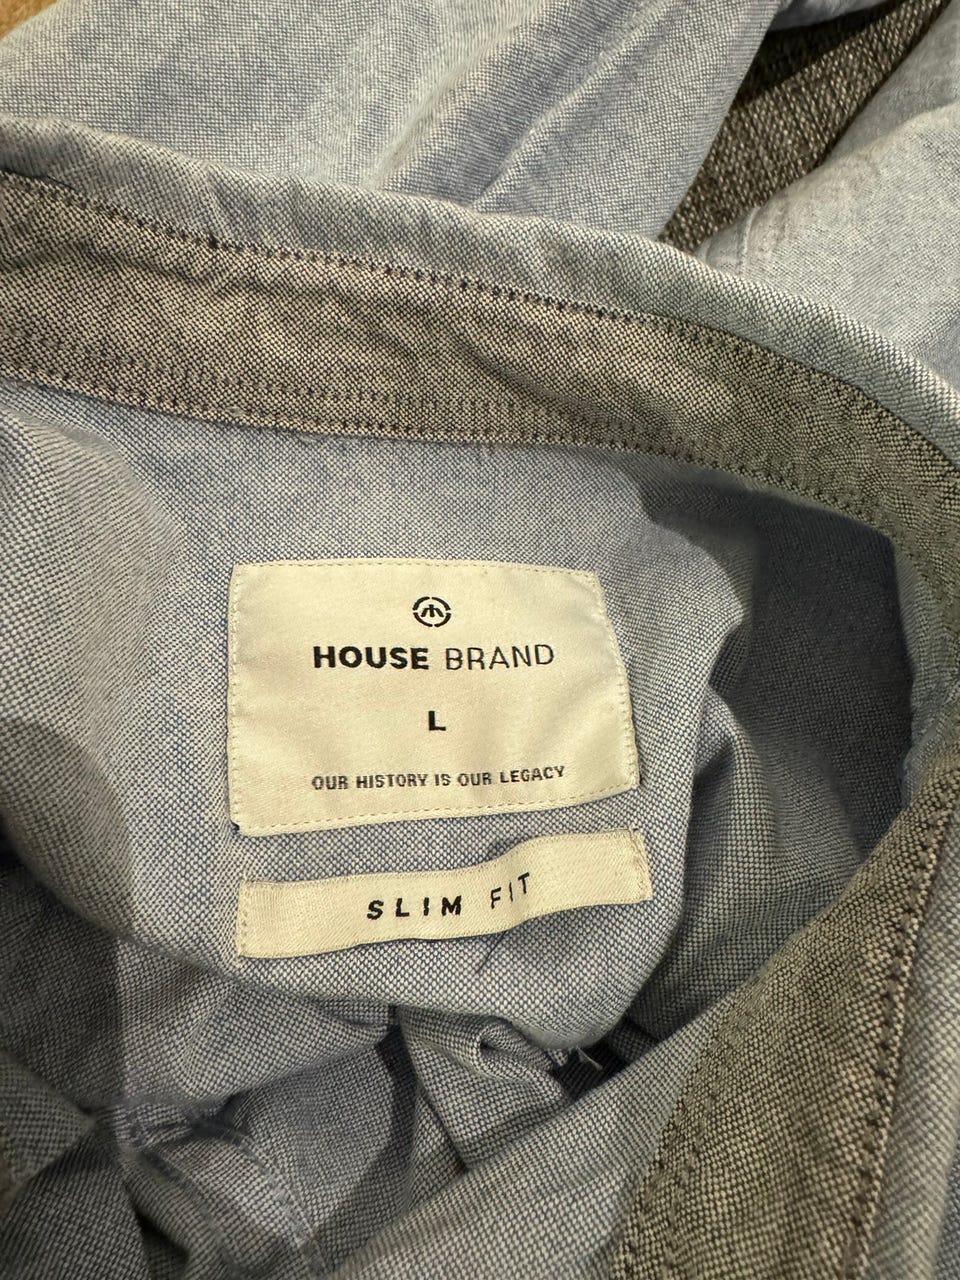 HOUSE BRAND
L
OUR HISTORY IS OUR LEGACY
SLIM FIT